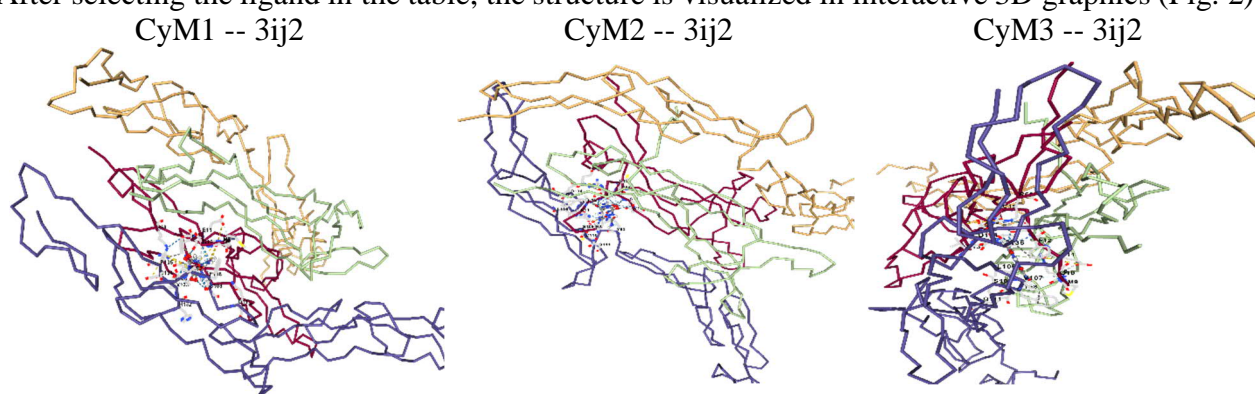 After selecting the ligand in the table, the structure is visualized in interactive 3D graphics (Fig. 2)
CyM1 -- 3ij2
CyM2 -- 3ij2
CyM3 -- 3ij2